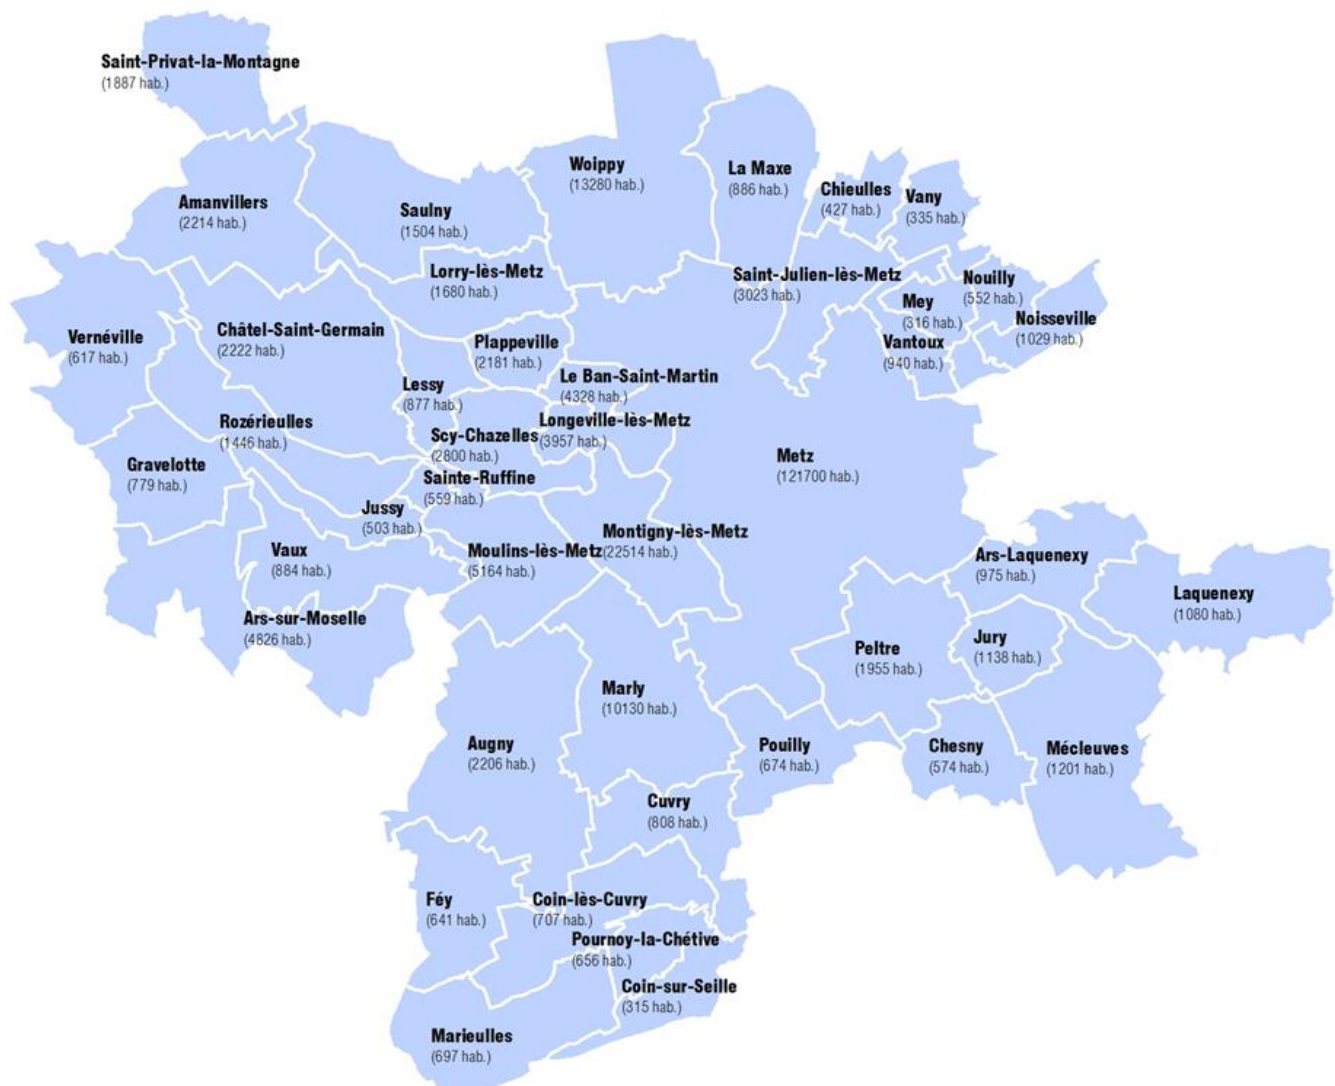 Saint-Privat-la-Montagne
(1887 hab.)
Woippy
(13280 hab.)
La Maxe
(886 hab.)
Chieulles
(427 hab.)
Vany
(335 hab.)
Amanvillers
(2214 hab.)
Saulny
(1504 hab.)
Lorry-lès-Metz
(1680 hab.)
Saint-Julien-lès-Metz
(3023 hab.)
Nouilly
(552 hab.)
Mey
(316 hab.)
Noisseville
(1029 hab.)
Vernéville
(617 hab.)
Châtel-Saint-Germain
(2222 hab.)
Plappeville
(2181 hab.)
Vantoux
(940 hab.)
Lessy
(877 hab.)
Le Ban-Saint-Martin
(4328 hab.)
Rozérieulles
(1446 hab.)
Scy-Chazelles
(2800 hab.)
Longeville-lès-Metz
(3957 hab.)
Metz
(121700 hab.)
Gravelotte
(779 hab.)
Sainte-Ruffine
(559 hab.)
Jussy
(503 hab.)
Vaux
(884 hab.)
Moulins-lès-Metz
(5164 hab.)
Montigny-lès-Metz
(22514 hab.)
Ars-Laquenexy
(975 hab.)
Laquenexy
(1080 hab.)
Ars-sur-Moselle
(4826 hab.)
Peltre
(1955 hab.)
Jury
(1138 hab.)
Marly
(10130 hab.)
Augny
(2206 hab.)
Pouilly
(674 hab.)
Chesny
(574 hab.)
Mécleuves
(1201 hab.)
Cuvry
(808 hab.)
Féy
(641 hab.)
Coin-lès-Cuvry
(707 hab.)
Pournoy-la-Chétive
(656 hab.)
Coin-sur-Seille
(315 hab.)
Marieulles
(697 hab.)